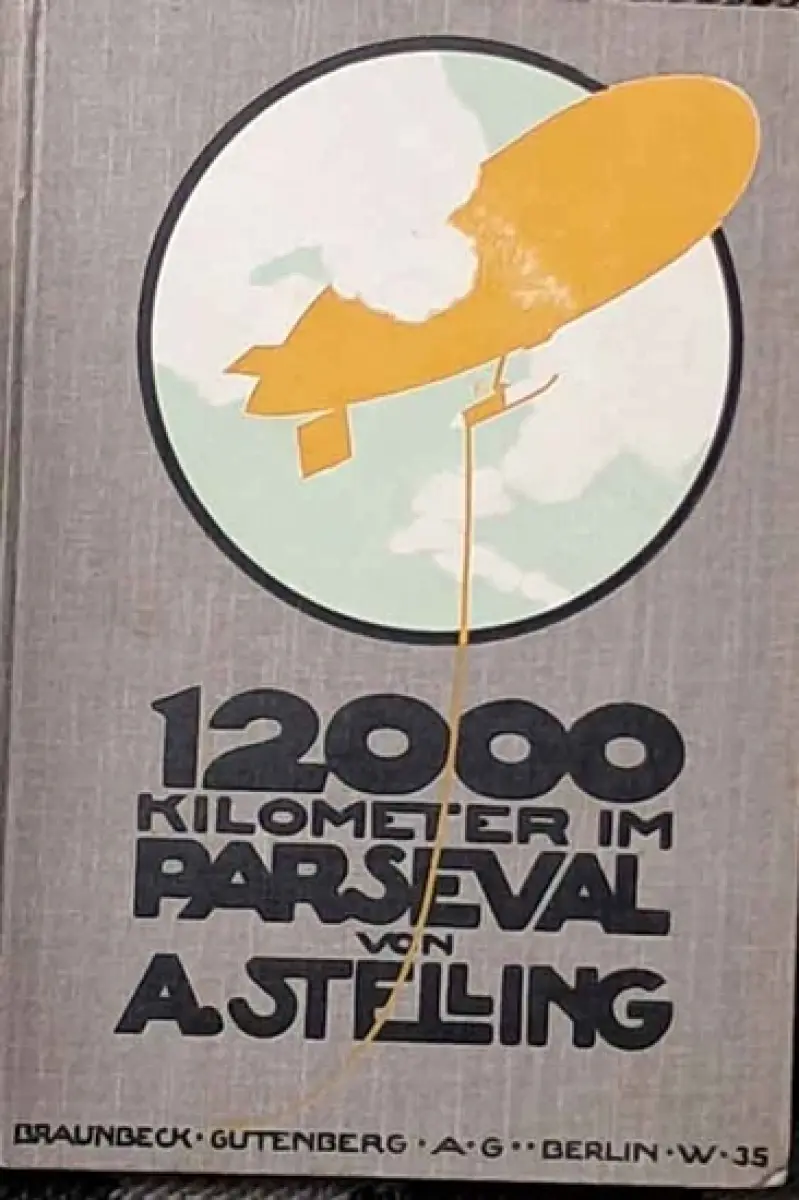 12000
KILOMETER IM
PARSEVAL
VON
A. STELLING
BRAUNBECK · GUTENBERG · A · G · · BERLIN · W · 35